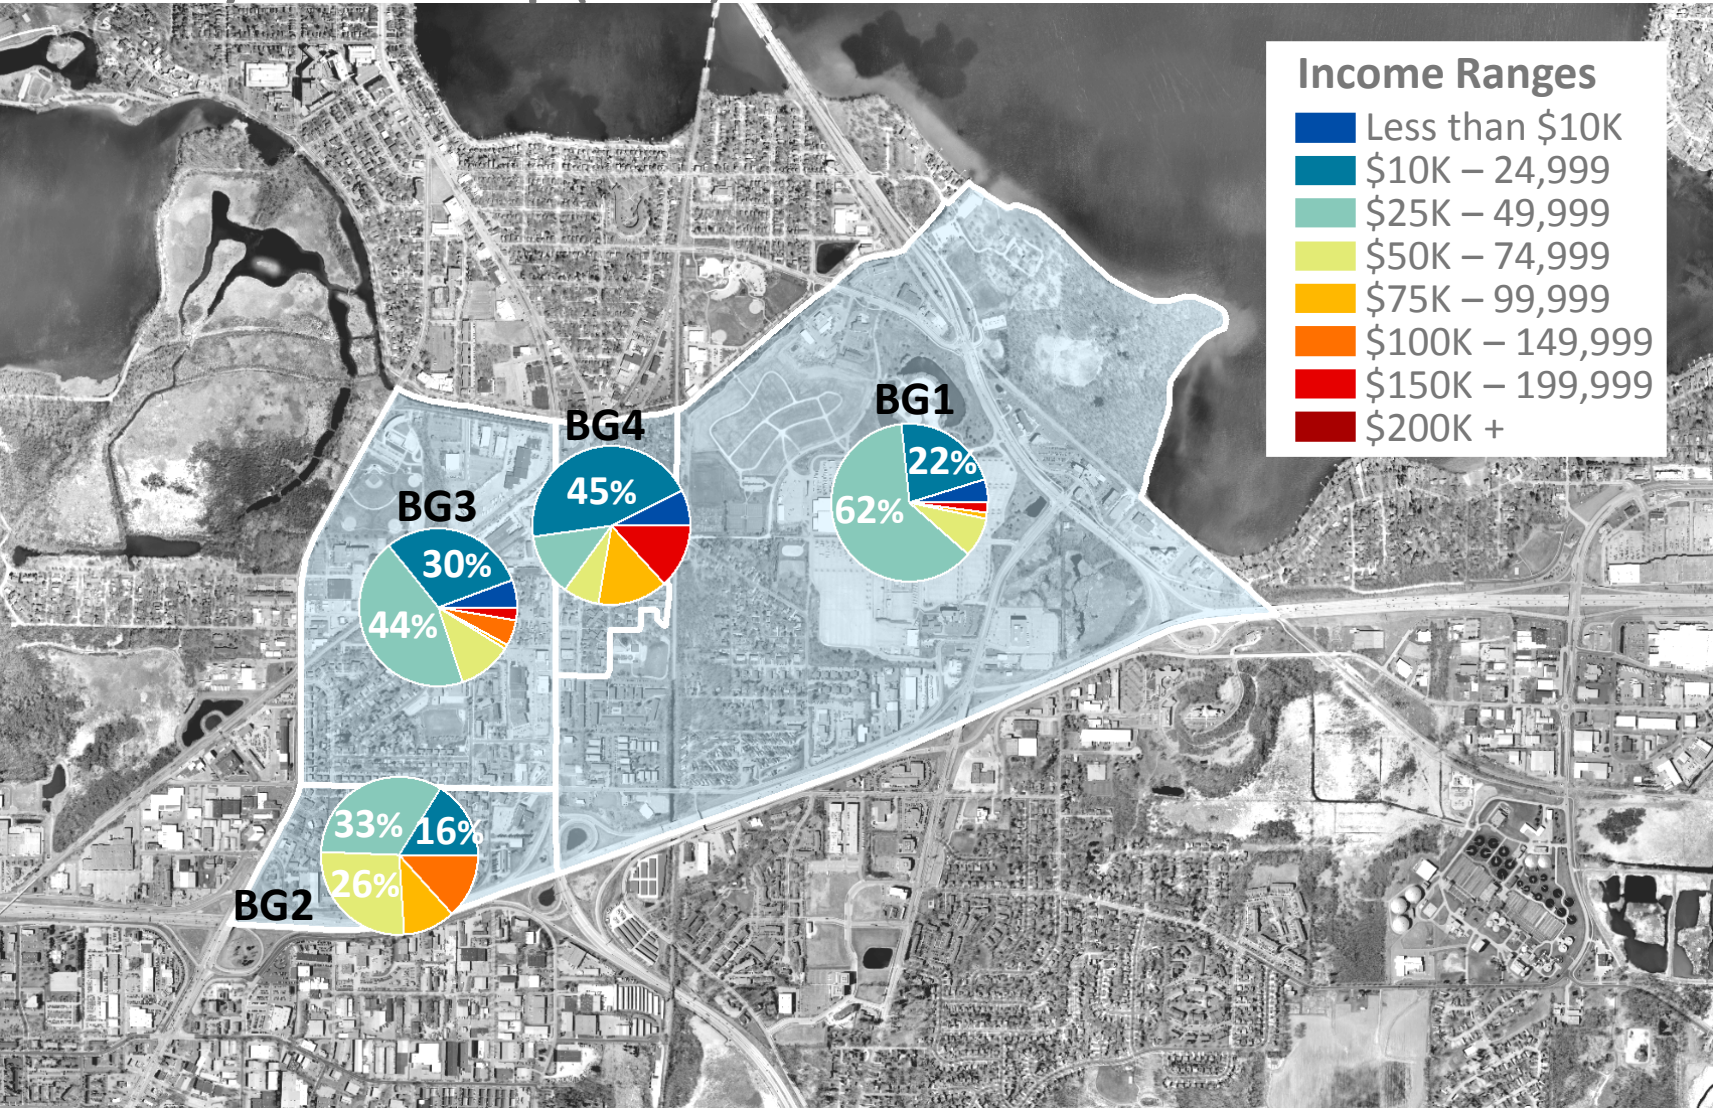 Income Ranges
Less than $10K
$10K – 24,999
$25K – 49,999
$50K – 74,999
$75K – 99,999
$100K – 149,999
$150K – 199,999
$200K +
BG1
22%
62%
BG4
45%
BG3
30%
44%
33%
16%
26%
BG2